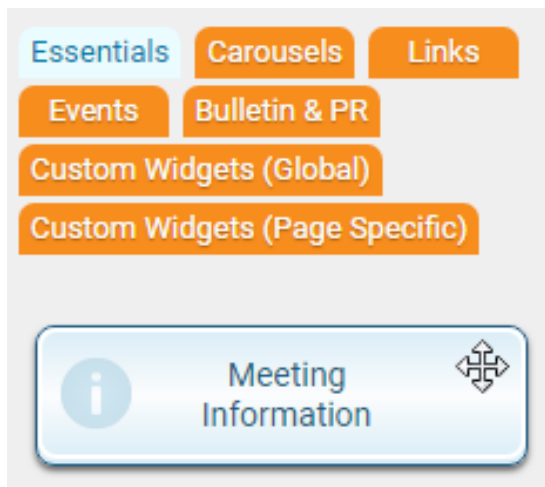 Essentials Carousels Links
Events Bulletin & PR
Custom Widgets (Global)
Custom Widgets (Page Specific)
Meeting
Information